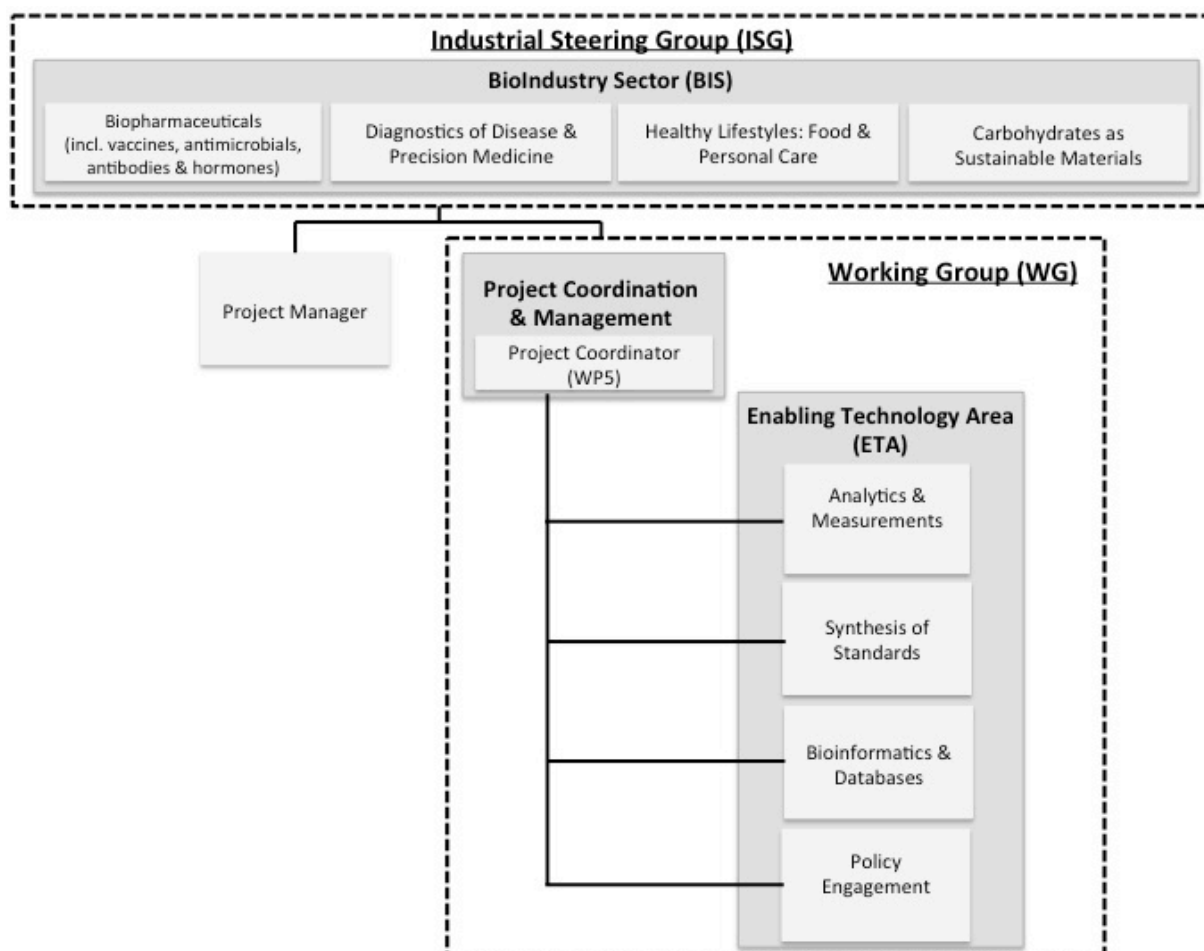 Industrial Steering Group (ISG)
BioIndustry Sector (BIS)
Biopharmaceuticals
(incl. vaccines, antimicrobials,
antibodies & hormones)
Diagnostics of Disease &
Precision Medicine
Healthy Lifestyles: Food &
Personal Care
Carbohydrates as
Sustainable Materials
Project Manager
Working Group (WG)
Project Coordination
& Management
Project Coordinator
(WP5)
Enabling Technology Area
(ETA)
Analytics &
Measurements
Synthesis of
Standards
Bioinformatics &
Databases
Policy
Engagement